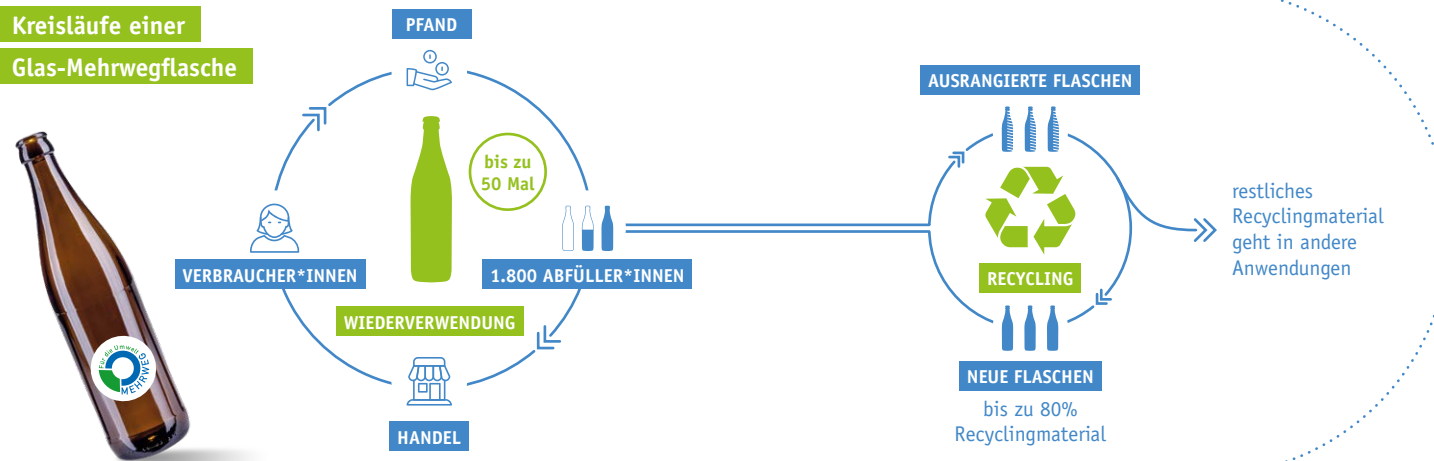 Kreisläufe einer
Glas-Mehrwegflasche
PFAND
bis zu
50 Mal
VERBRAUCHER*INNEN
1.800 ABFÜLLER*INNEN
WIEDERVERWENDUNG
HANDEL
Für die Umwelt
MEHRWEG
AUSRANGIERTE FLASCHEN
RECYCLING
NEUE FLASCHEN
bis zu 80%
Recyclingmaterial
restliches
Recyclingmaterial
geht in andere
Anwendungen